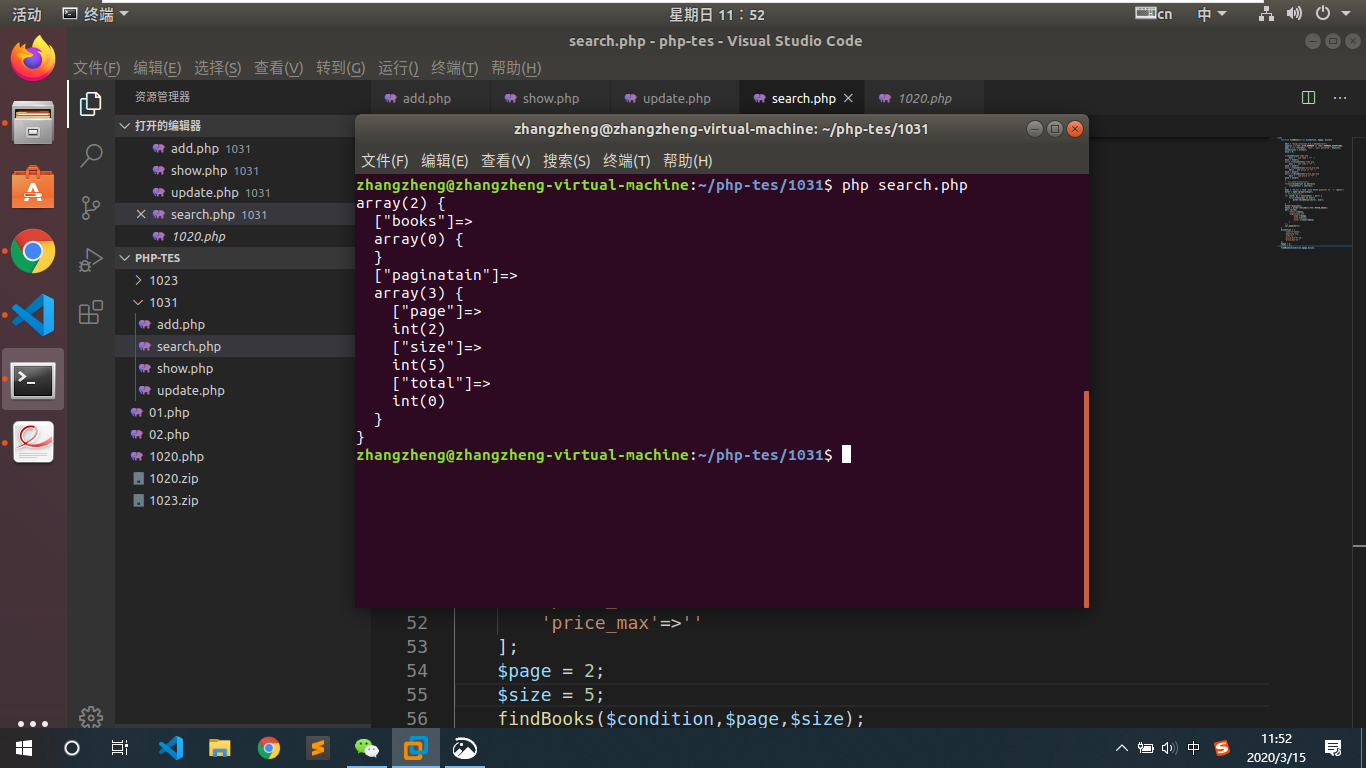 活动 终端 星期日 11：52 cn 中
search.php - php-tes - Visual Studio Code
文件(F) 编辑(E) 选择(S) 查看(V) 转到(G) 运行() 终端(T) 帮助(H)
资源管理器
add.php show.php update.php search.php 1020.php
打开的编辑器
add.php 1031
show.php 1031
update.php 1031
search.php 1031
1020.php
PHP-TES
1023
1031
add.php
search.php
show.php
update.php
01.php
02.php
1020.php
1020.zip
1023.zip
zhangzheng@zhangzheng-virtual-machine: ~/php-tes/1031
文件(F) 编辑(E) 查看(V) 搜索(S) 终端(T) 帮助(H)
zhangzheng@zhangzheng-virtual-machine:~/php-tes/1031$ php search.php
array(2) {
["books"]=>
array(0) {
}
["paginatain"]=>
array(3) {
["page"]=>
int(2)
["size"]=>
int(5)
["total"]=>
int(0)
}
}
zhangzheng@zhangzheng-virtual-machine:~/php-tes/1031$
52 'price_max'=>''
53 ];
54 $page = 2;
55 $size = 5;
56 findBooks($condition,$page,$size);
中
11:52
2020/3/15